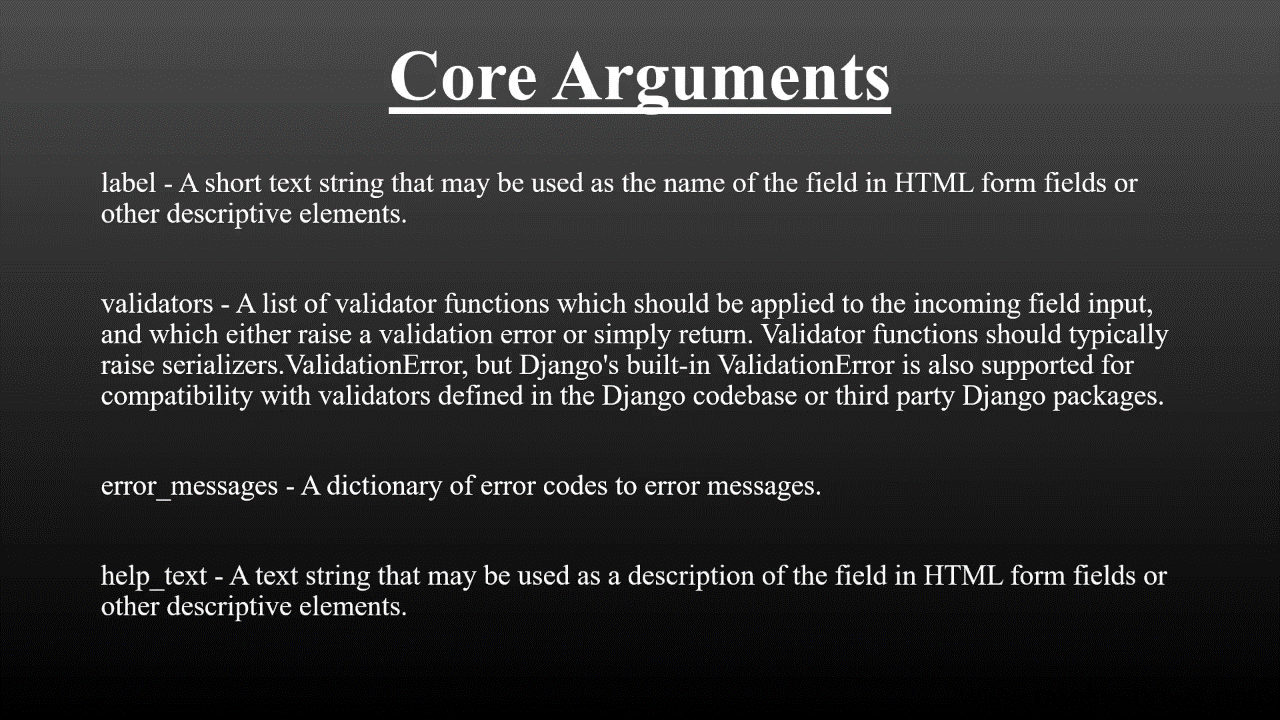 Core Arguments
label - A short text string that may be used as the name of the field in HTML form fields or
other descriptive elements.
validators - A list of validator functions which should be applied to the incoming field input,
and which either raise a validation error or simply return. Validator functions should typically
raise serializers.ValidationError, but Django's built-in ValidationError is also supported for
compatibility with validators defined in the Django codebase or third party Django packages.
error_messages - A dictionary of error codes to error messages.
help_text - A text string that may be used as a description of the field in HTML form fields or
other descriptive elements.